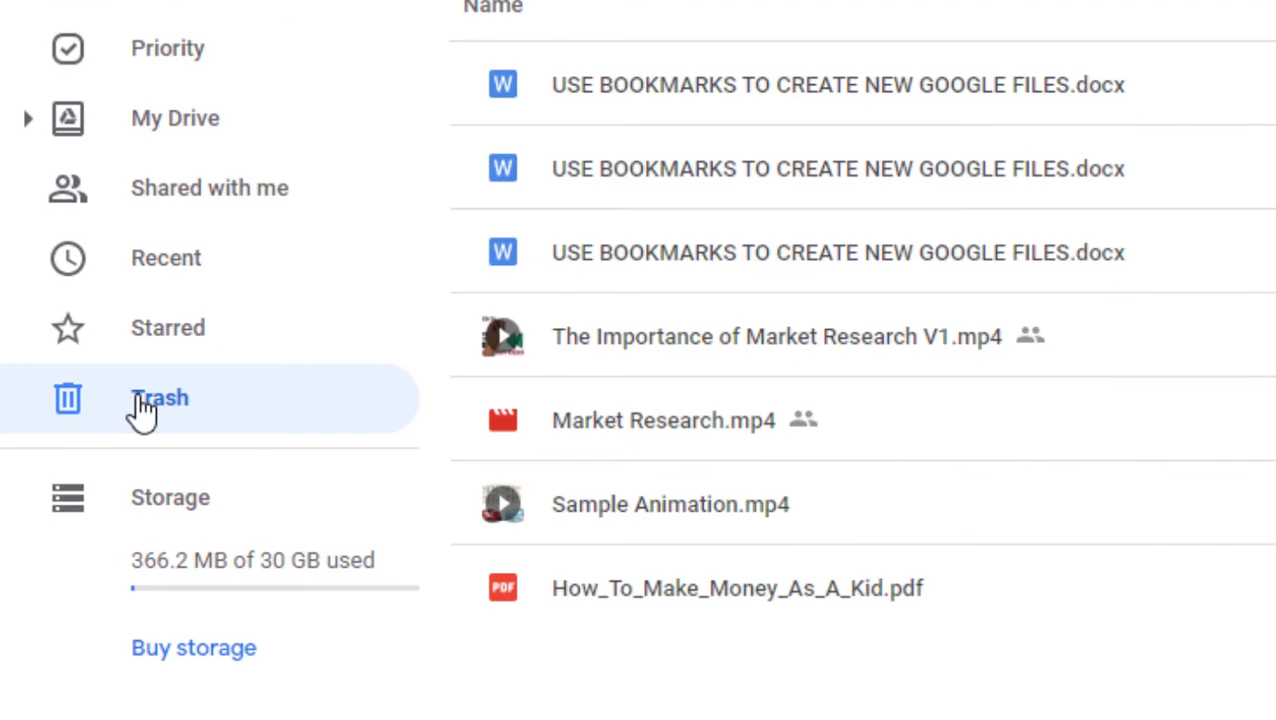 Name
Priority
USE BOOKMARKS TO CREATE NEW GOOGLE FILES.docx
My Drive
USE BOOKMARKS TO CREATE NEW GOOGLE FILES.docx
Shared with me
Recent
USE BOOKMARKS TO CREATE NEW GOOGLE FILES.docx
Starred
The Importance of Market Research V1.mp4
Trash
Market Research.mp4
Storage
Sample Animation.mp4
366.2 MB of 30 GB used
PDF How_To_Make_Money_As_A_Kid.pdf
Buy storage